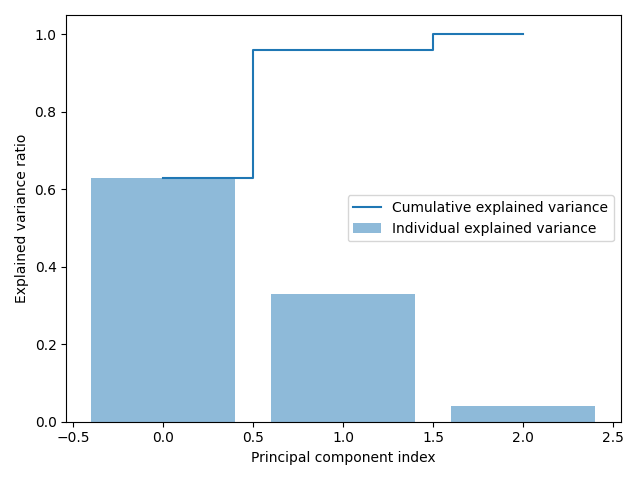 1.0
0.8
0.6
0.4
0.2
0.0
Explained variance ratio
Cumulative explained variance
Individual explained variance
−0.5 0.0 0.5 1.0 1.5 2.0 2.5
Principal component index